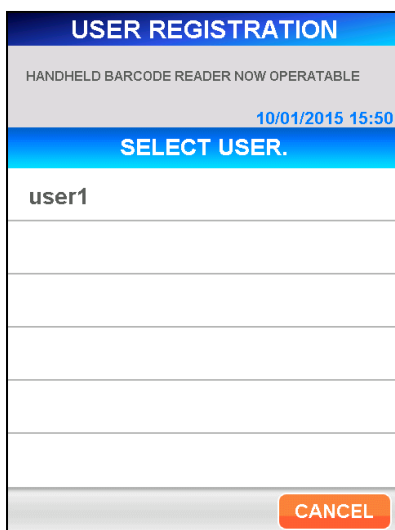 USER REGISTRATION
HANDHELD BARCODE READER NOW OPERATABLE
10/01/2015 15:50
SELECT USER.
user1
CANCEL